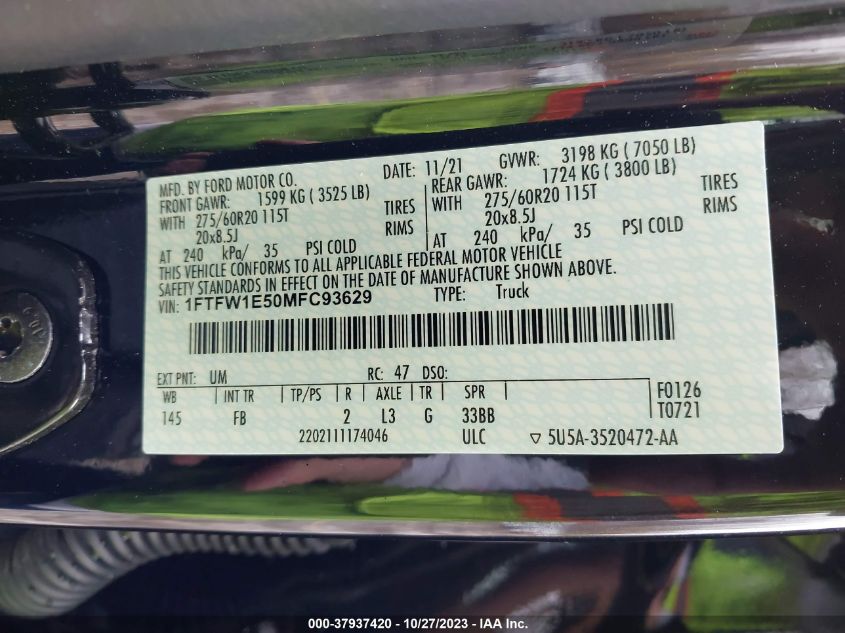 MFD. BY FORD MOTOR CO. DATE: 11/21 GVWR: 3198 KG ( 7050 LB)
FRONT GAWR: 1599 KG ( 3525 LB) REAR GAWR: 1724 KG ( 3800 LB)
WITH 275/60R20 115T TIRES WITH 275/60R20 115T TIRES
20x8.5J RIMS 20x8.5J RIMS
AT 240 kPa/ 35 PSI COLD AT 240 kPa/ 35 PSI COLD
THIS VEHICLE CONFORMS TO ALL APPLICABLE FEDERAL MOTOR VEHICLE
SAFETY STANDARDS IN EFFECT ON THE DATE OF MANUFACTURE SHOWN ABOVE.
VIN: 1FTFW1E50MFC93629 TYPE: Truck
EXT PNT: UM RC: 47 DSO:
WB INT TR TP/PS R AXLE TR SPR F0126
145 FB 2 L3 G 33BB T0721
2202111174046 ULC ▽ 5U5A-3520472-AA
000-37937420 - 10/27/2023 - IAA Inc.